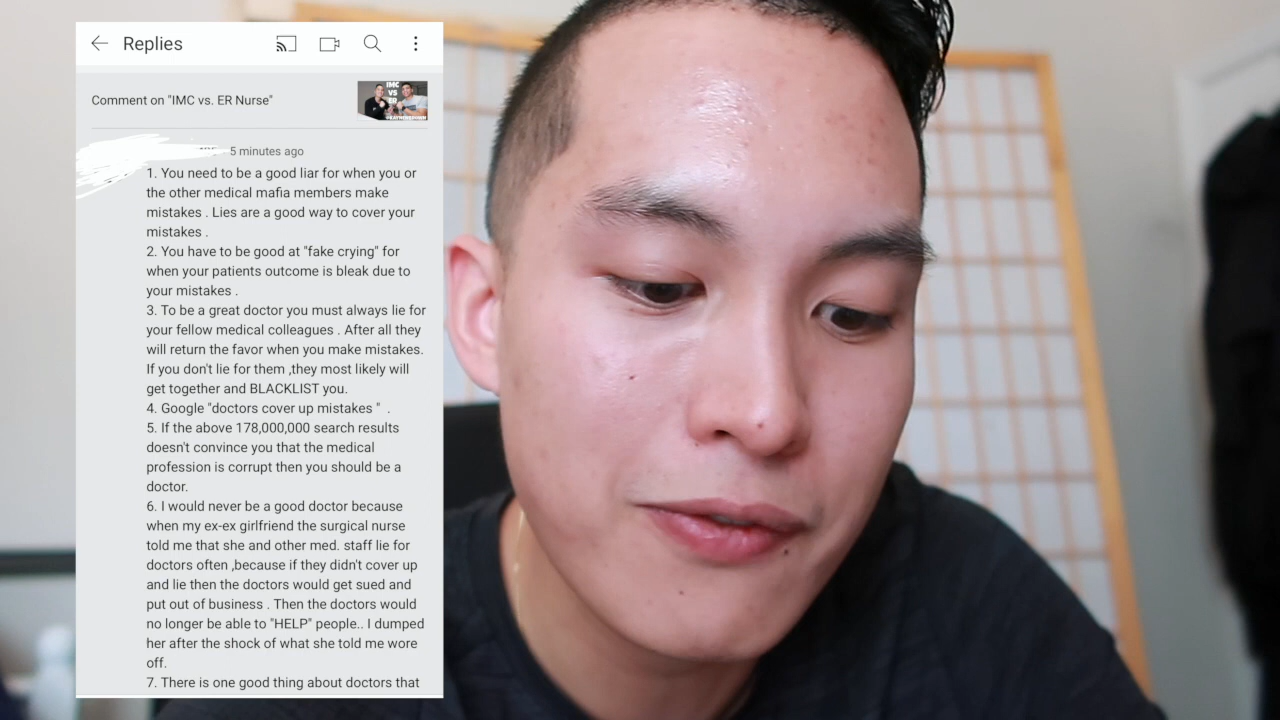 Replies
Comment on "IMC vs. ER Nurse"
IMC
VS
ER
5 minutes ago
1. You need to be a good liar for when you or
the other medical mafia members make
mistakes . Lies are a good way to cover your
mistakes .
2. You have to be good at "fake crying" for
when your patients outcome is bleak due to
your mistakes .
3. To be a great doctor you must always lie for
your fellow medical colleagues . After all they
will return the favor when you make mistakes.
If you don't lie for them ,they most likely will
get together and BLACKLIST you.
4. Google "doctors cover up mistakes " .
5. If the above 178,000,000 search results
doesn't convince you that the medical
profession is corrupt then you should be a
doctor.
6. I would never be a good doctor because
when my ex-ex girlfriend the surgical nurse
told me that she and other med. staff lie for
doctors often ,because if they didn't cover up
and lie then the doctors would get sued and
put out of business . Then the doctors would
no longer be able to "HELP" people.. I dumped
her after the shock of what she told me wore
off.
7. There is one good thing about doctors that